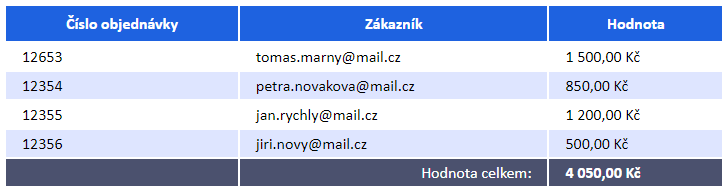 Číslo objednávky Zákazník Hodnota
12653 tomas.marny@mail.cz 1 500,00 Kč
12354 petra.novakova@mail.cz 850,00 Kč
12355 jan.rychly@mail.cz 1 200,00 Kč
12356 jiri.novy@mail.cz 500,00 Kč
Hodnota celkem: 4 050,00 Kč